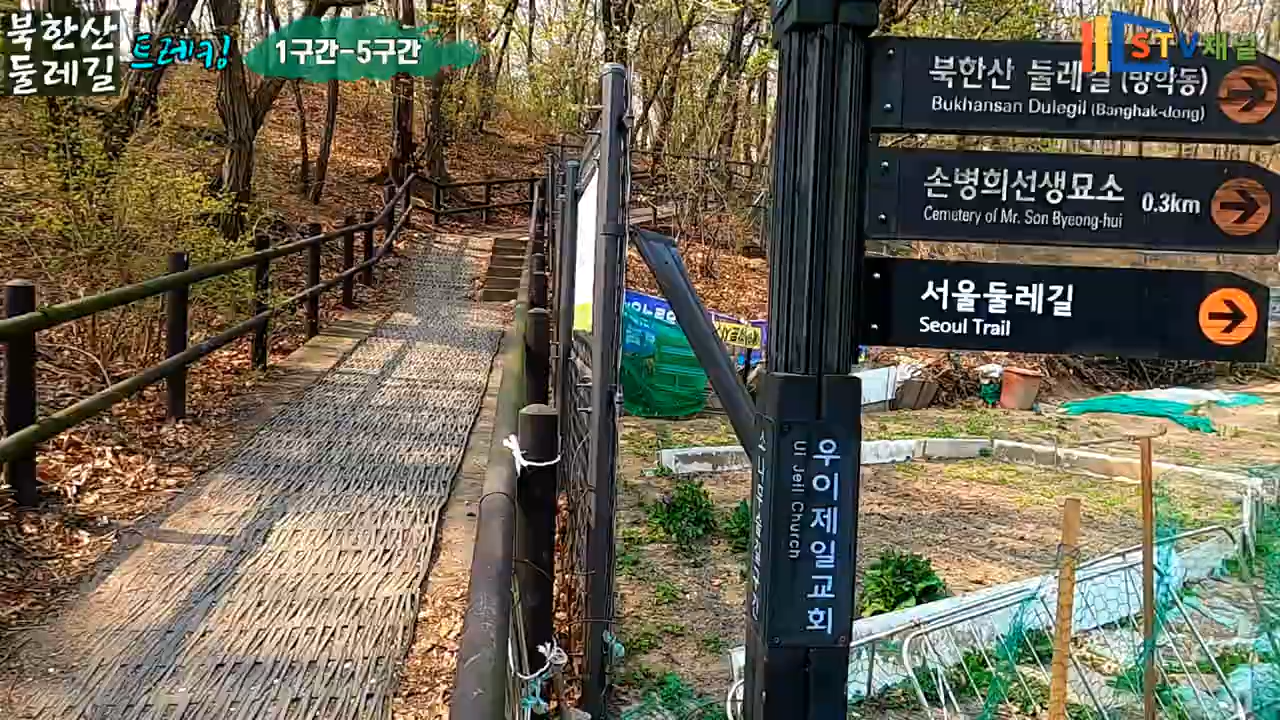 북한산
둘레길
트레킹
1구간-5구간
STV채널
북한산 둘레길 (방학동)
Bukhansan Dulegil (Banghak-dong)
손병희선생묘소 0.3km
Cemetery of Mr. Son Byeong-hui
서울둘레길
Seoul Trail
우이제일교회
Ui Jeil Church